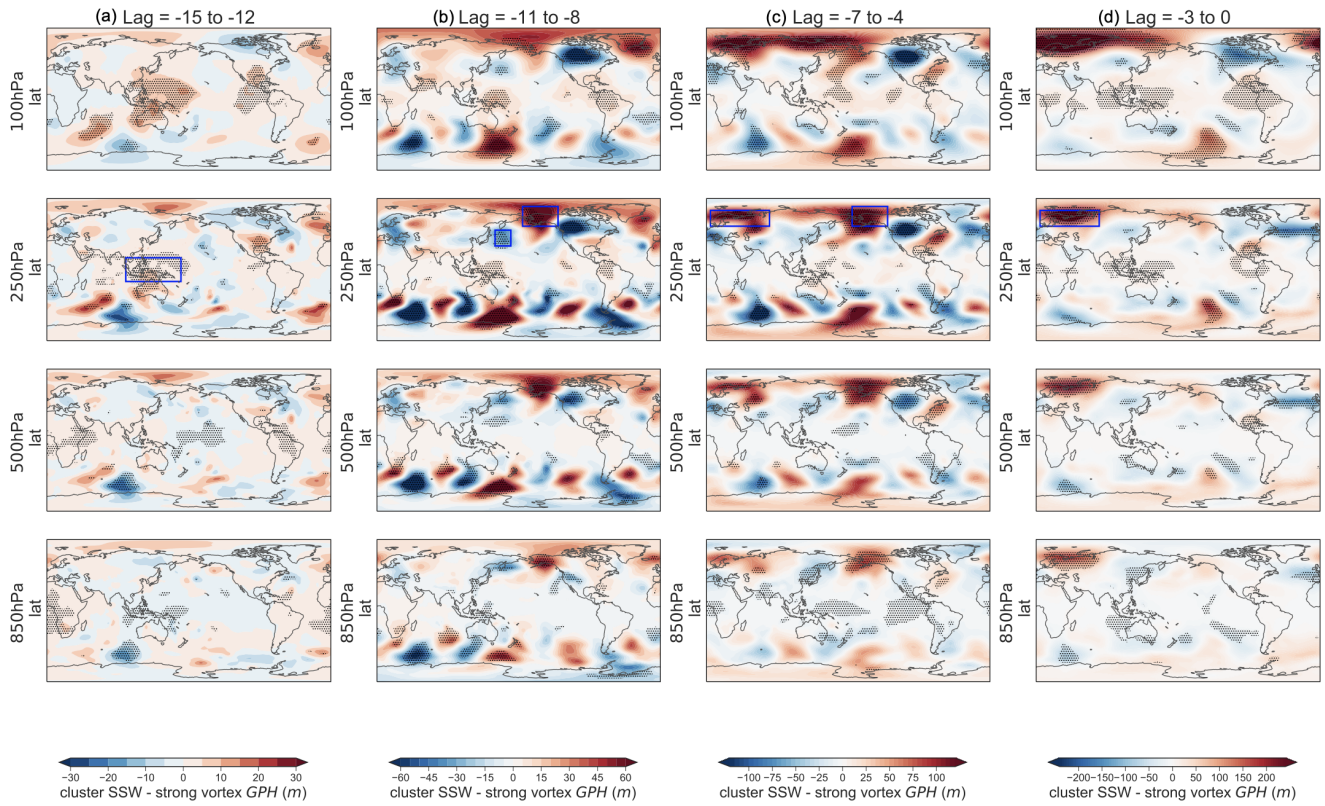 (a) Lag = -15 to -12
(b) Lag = -11 to -8
(c) Lag = -7 to -4
(d) Lag = -3 to 0
100hPa
lat
100hPa
lat
100hPa
lat
100hPa
lat
250hPa
lat
250hPa
lat
250hPa
lat
250hPa
lat
500hPa
lat
500hPa
lat
500hPa
lat
500hPa
lat
850hPa
lat
850hPa
lat
850hPa
lat
850hPa
lat
−30 −20 −10 0 10 20 30
cluster SSW - strong vortex GPH (m)
−60 −45 −30 −15 0 15 30 45 60
cluster SSW - strong vortex GPH (m)
−100 −75 −50 −25 0 25 50 75 100
cluster SSW - strong vortex GPH (m)
−200 −150 −100 −50 0 50 100 150 200
cluster SSW - strong vortex GPH (m)